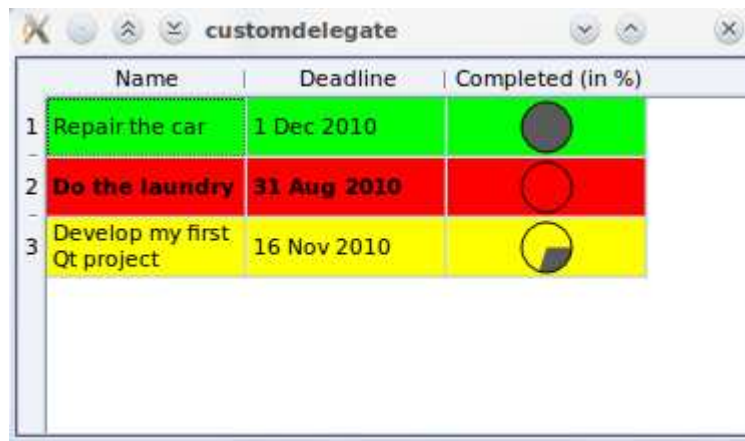 customdelegate
Name Deadline Completed (in %)
1 Repair the car 1 Dec 2010
2 Do the laundry 31 Aug 2010
3 Develop my first Qt project 16 Nov 2010